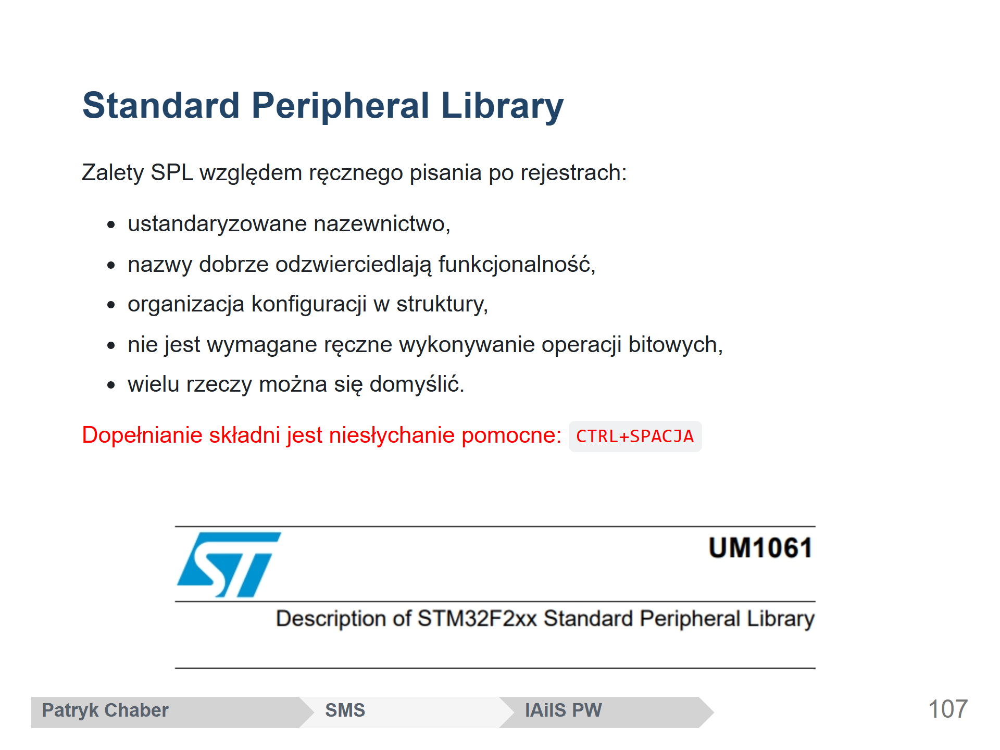 Standard Peripheral Library
Zalety SPL względem ręcznego pisania po rejestrach:
• ustandaryzowane nazewnictwo,
• nazwy dobrze odzwierciedlają funkcjonalność,
• organizacja konfiguracji w struktury,
• nie jest wymagane ręczne wykonywanie operacji bitowych,
• wielu rzeczy można się domyślić.
Dopełnianie składni jest niesłychanie pomocne: CTRL+SPACJA
ST
UM1061
Description of STM32F2xx Standard Peripheral Library
Patryk Chaber SMS IAiIS PW 107